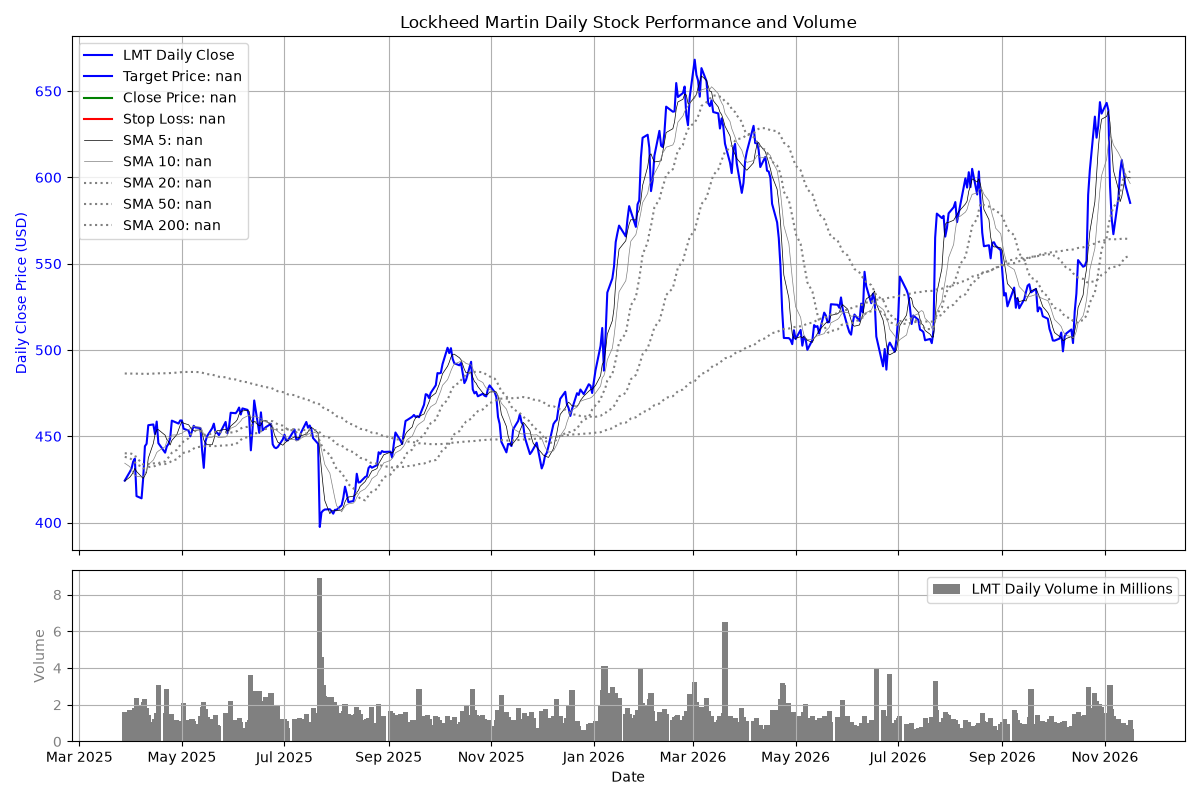 Lockheed Martin Daily Stock Performance and Volume
LMT Daily Close
Target Price: nan
Close Price: nan
Stop Loss: nan
SMA 5: nan
SMA 10: nan
SMA 20: nan
SMA 50: nan
SMA 200: nan
Daily Close Price (USD)
650
600
550
500
450
400
LMT Daily Volume in Millions
Volume
8
6
4
2
0
Mar 2025 May 2025 Jul 2025 Sep 2025 Nov 2025 Jan 2026 Mar 2026 May 2026 Jul 2026 Sep 2026 Nov 2026
Date